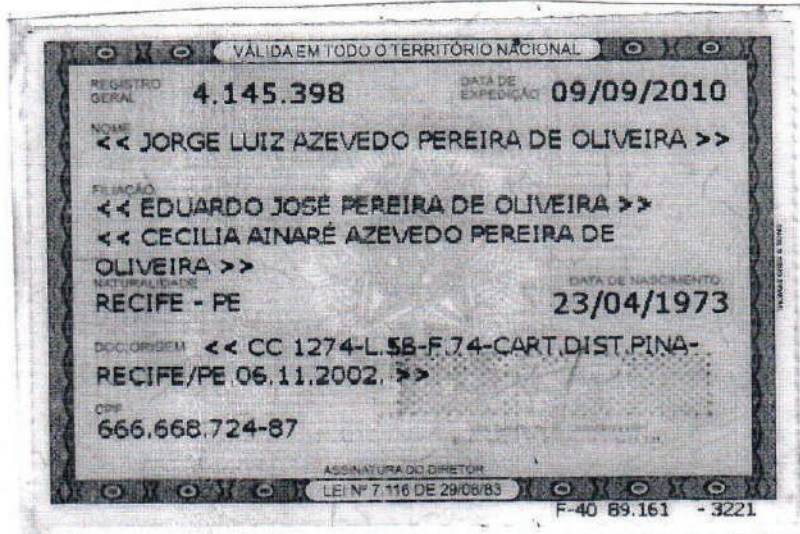 VÁLIDA EM TODO O TERRITÓRIO NACIONAL
REGISTRO GERAL 4.145.398 DATA DE EXPEDIÇÃO 09/09/2010
NOME
<< JORGE LUIZ AZEVEDO PEREIRA DE OLIVEIRA >>
FILIAÇÃO
<< EDUARDO JOSÉ PEREIRA DE OLIVEIRA >>
<< CECILIA AINARÉ AZEVEDO PEREIRA DE
OLIVEIRA >>
NATURALIDADE DATA DE NASCIMENTO
RECIFE - PE 23/04/1973
DOC.ORIGEM << CC 1274-L.5B-F.74-CART.DIST.PINA-
RECIFE/PE.06.11.2002. >>
CPF
666.668.724-87
ASSINATURA DO DIRETOR
LEI Nº 7.116 DE 29/08/83
F-40 89.161 - 3221